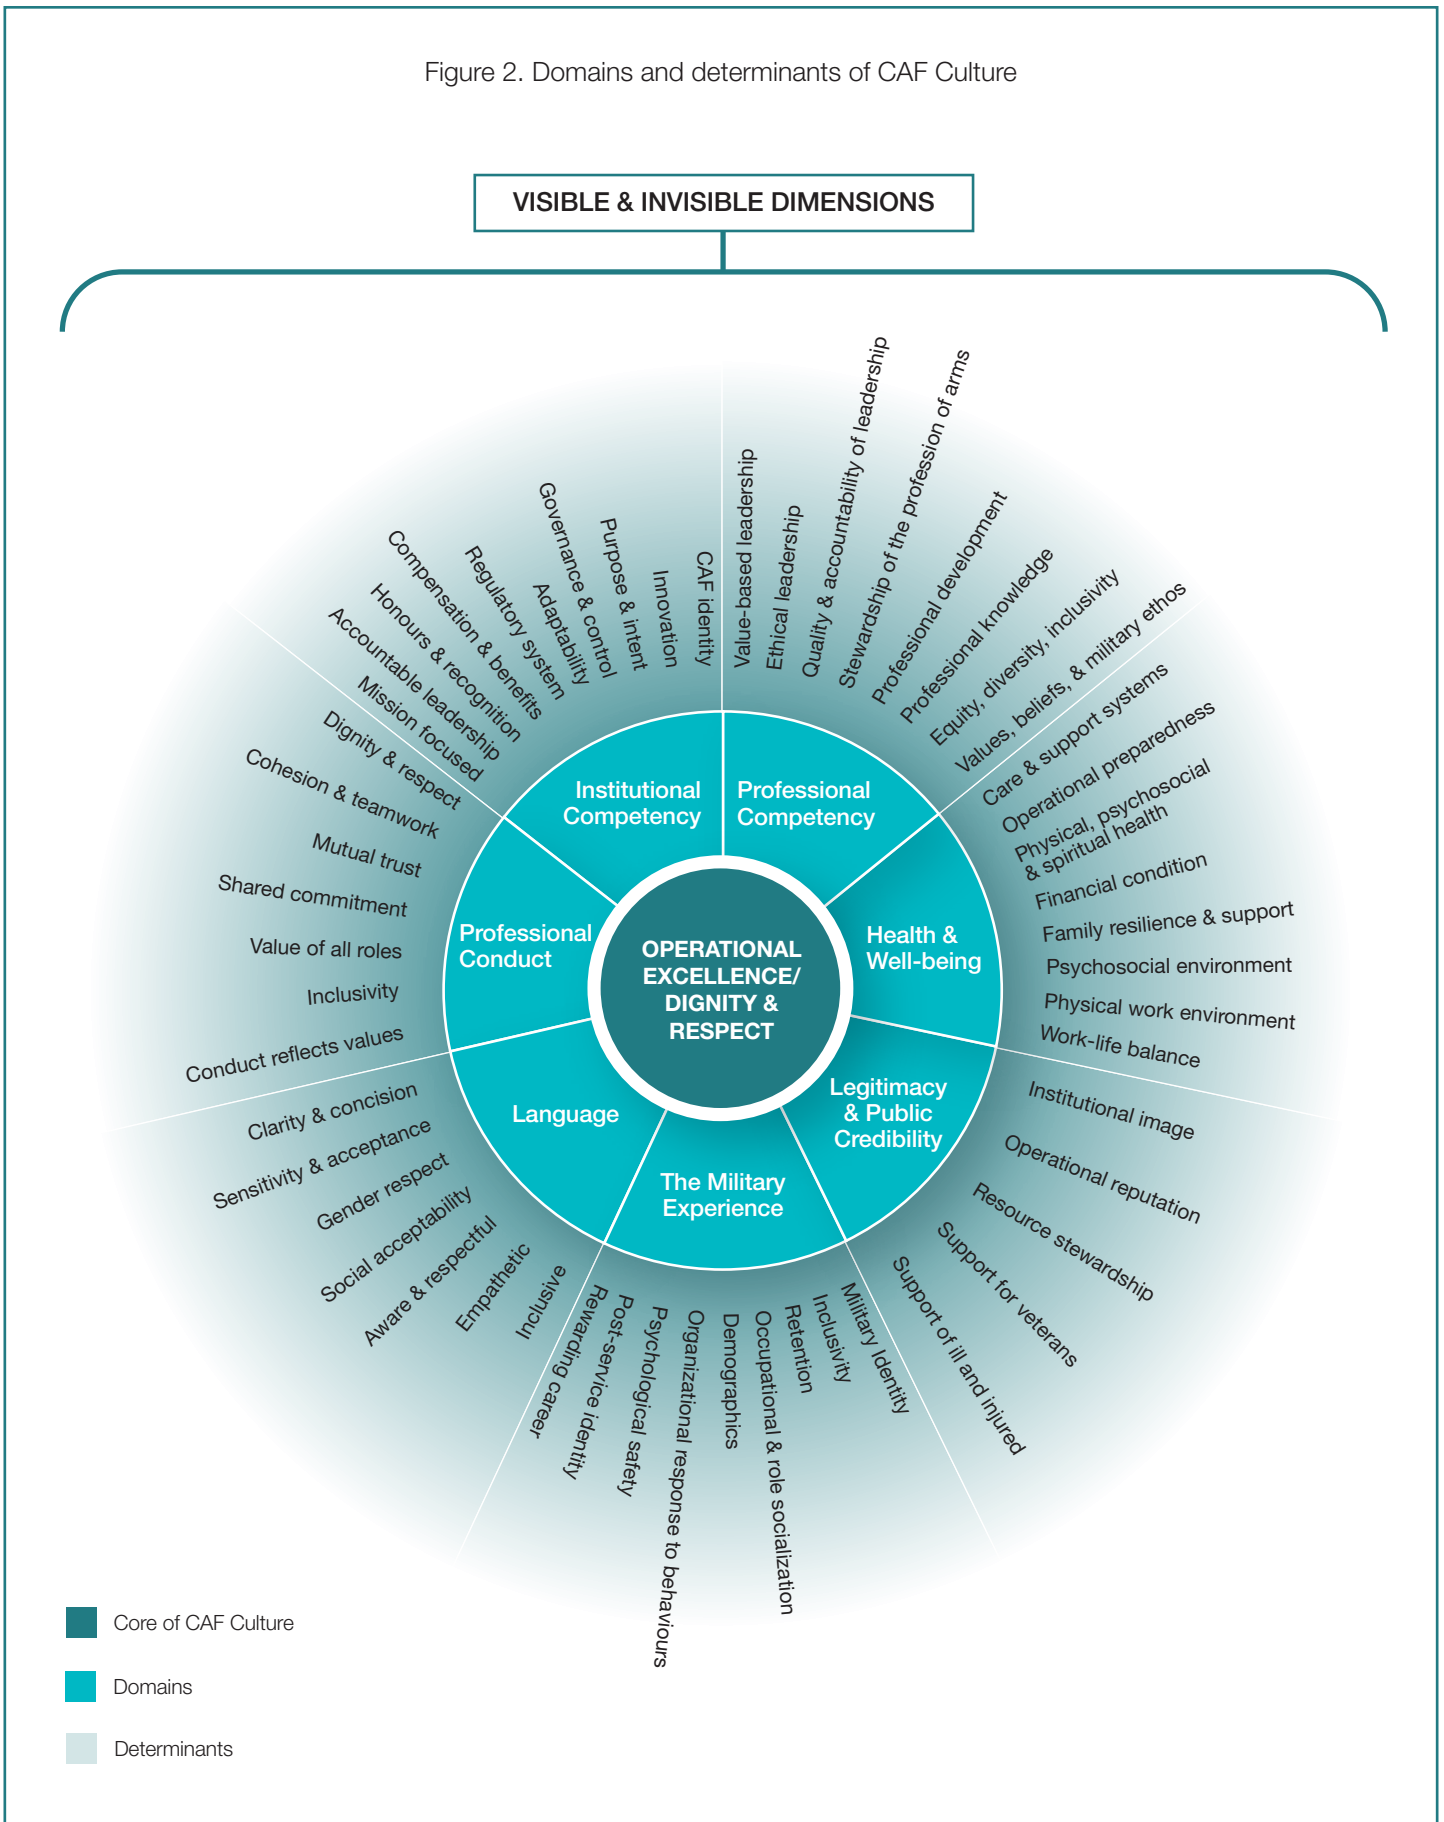 Figure 2. Domains and determinants of CAF Culture
VISIBLE & INVISIBLE DIMENSIONS
Value-based leadership
Ethical leadership
Quality & accountability of leadership
Stewardship of the profession of arms
Professional development
Professional knowledge
Equity, diversity, inclusivity
Values, beliefs, & military ethos
Care & support systems
Operational preparedness
Physical, psychosocial
& spiritual health
Financial condition
Family resilience & support
Psychosocial environment
Physical work environment
Work-life balance
Institutional image
Operational reputation
Resource stewardship
Support for veterans
Support of ill and injured
Military Identity
Inclusivity
Retention
Occupational & role socialization
Demographics
Organizational response to behaviours
Psychological safety
Post-service identity
Rewarding career
Inclusive
Empathetic
Aware & respectful
Social acceptability
Gender respect
Sensitivity & acceptance
Clarity & concision
Conduct reflects values
Inclusivity
Value of all roles
Shared commitment
Mutual trust
Cohesion & teamwork
Dignity & respect
Mission focused
Accountable leadership
Honours & recognition
Compensation & benefits
Regulatory system
Adaptability
Governance & control
Purpose & intent
Innovation
CAF identity
Institutional
Competency
Professional
Competency
Health &
Well-being
Legitimacy
& Public
Credibility
The Military
Experience
Language
Professional
Conduct
OPERATIONAL
EXCELLENCE/
DIGNITY &
RESPECT
Core of CAF Culture
Domains
Determinants